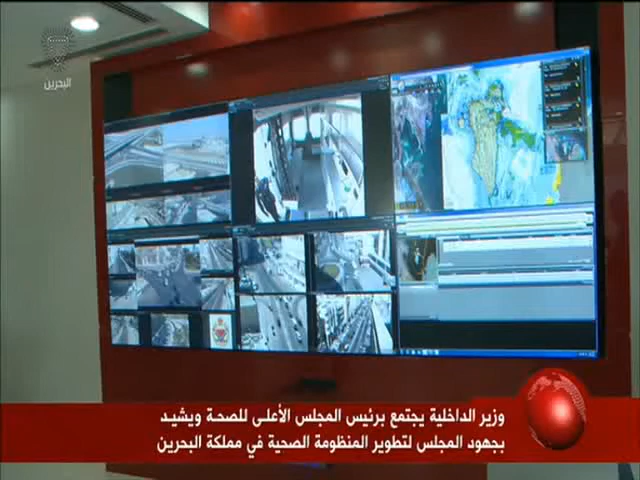 البحرين
وزير الداخلية يجتمع برئيس المجلس الأعلى للصحة ويشيد
بجهود المجلس لتطوير المنظومة الصحية في مملكة البحرين